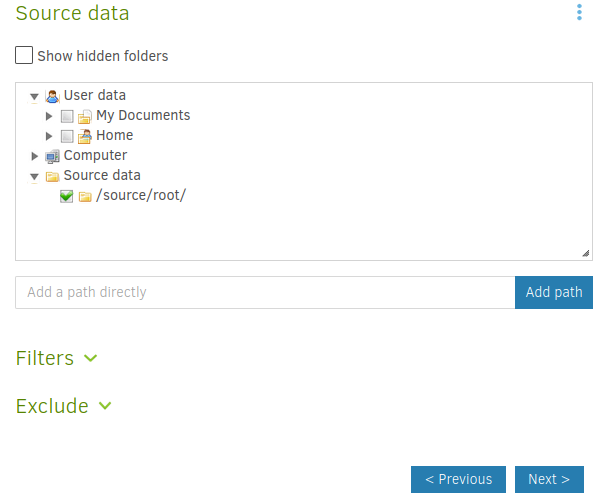 Source data
Show hidden folders
User data
My Documents
Home
Computer
Source data
/source/root/
Add a path directly
Add path
Filters
Exclude
< Previous
Next >